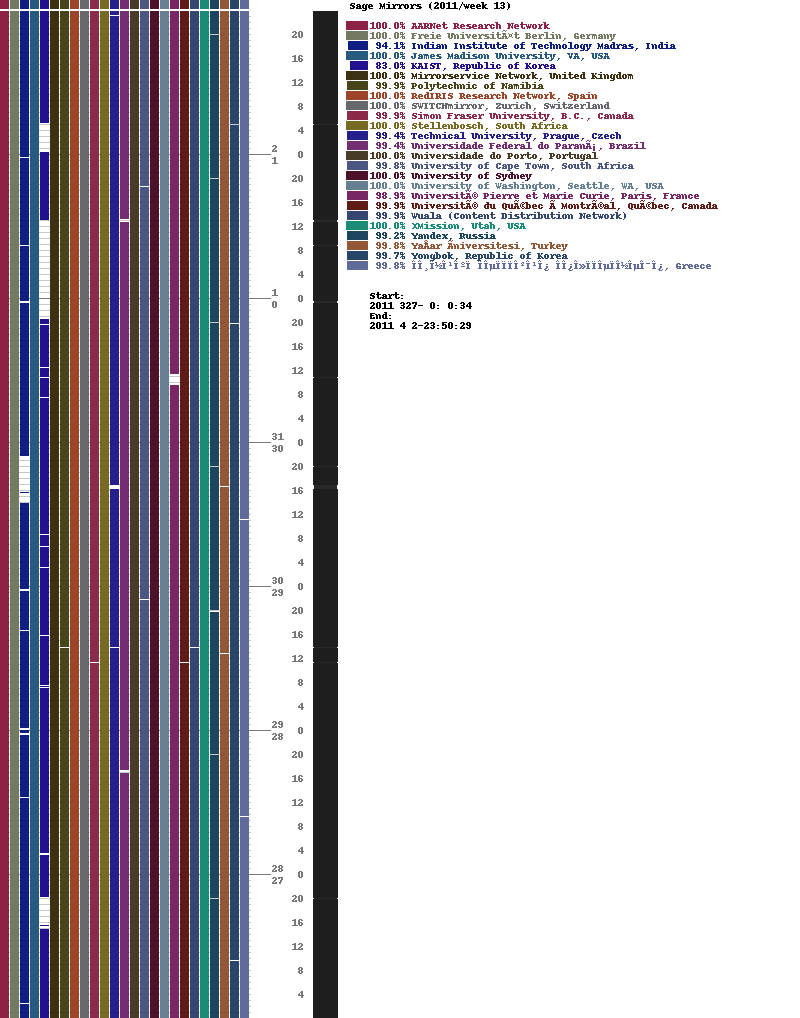 Sage Mirrors (2011/week 13)
100.0% AARNet Research Network
100.0% Freie UniversitÃ¤t Berlin, Germany
94.1% Indian Institute of Technology Madras, India
100.0% James Madison University, VA, USA
83.0% KAIST, Republic of Korea
100.0% Mirrorservice Network, United Kingdom
99.9% Polytechnic of Namibia
100.0% RedIRIS Research Network, Spain
100.0% SWITCHmirror, Zurich, Switzerland
99.9% Simon Fraser University, B.C., Canada
100.0% Stellenbosch, South Africa
99.4% Technical University, Prague, Czech
99.4% Universidade Federal do ParanÃ¡, Brazil
100.0% Universidade do Porto, Portugal
99.8% University of Cape Town, South Africa
100.0% University of Sydney
100.0% University of Washington, Seattle, WA, USA
98.9% UniversitÃ© Pierre et Marie Curie, Paris, France
99.9% UniversitÃ© du QuÃ©bec Ã MontrÃ©al, QuÃ©bec, Canada
99.9% Wuala (Content Distribution Network)
100.0% XMission, Utah, USA
99.2% Yandex, Russia
99.8% YaÅar Ãniversitesi, Turkey
99.7% Yongbok, Republic of Korea
99.8% , Greece
Start:
2011 327- 0: 0:34
End:
2011 4 2-23:50:29
20
16
12
8
4
2
0
1
20
16
12
8
4
1
0
0
20
16
12
8
4
31
0
30
20
16
12
8
4
30
0
29
20
16
12
8
4
29
0
28
20
16
12
8
4
28
0
27
20
16
12
8
4